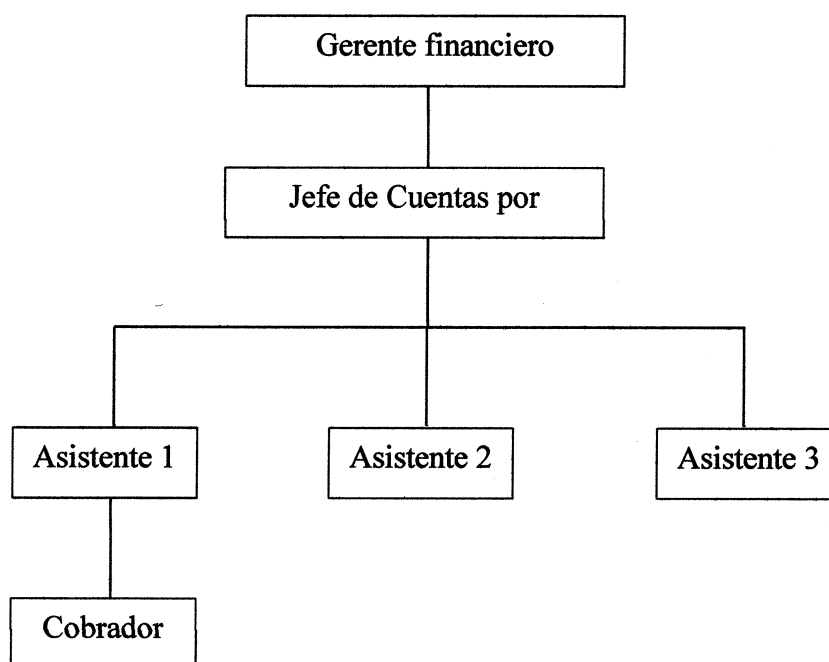 Gerente financiero
Jefe de Cuentas por
Asistente 1
Asistente 2
Asistente 3
Cobrador